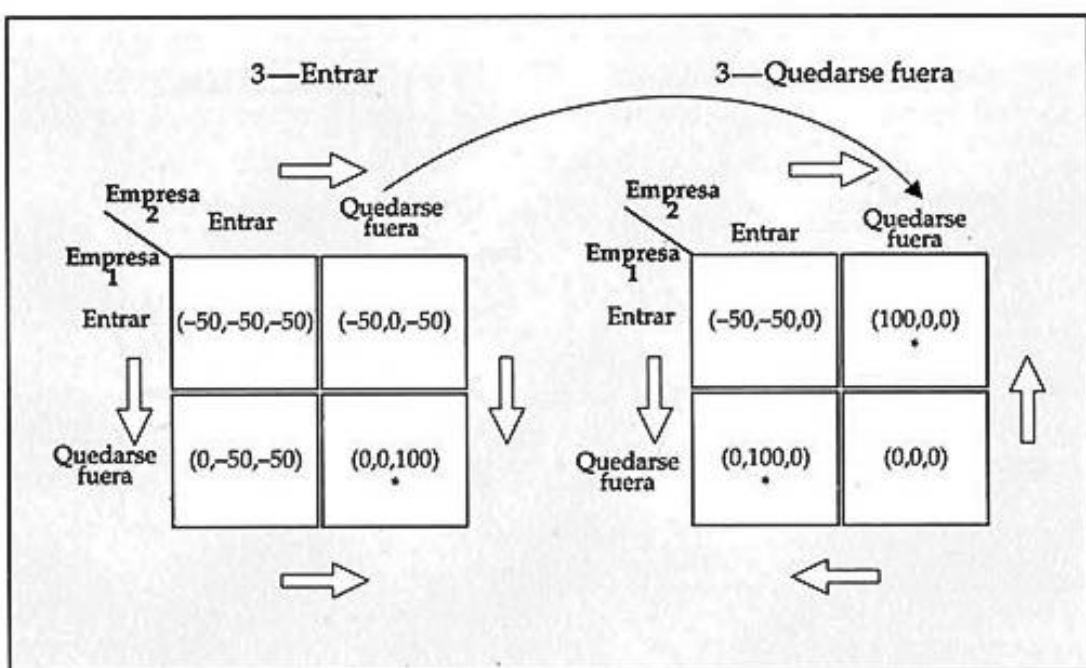 3—Entrar
3—Quedarse fuera
Empresa
2
Entrar
Quedarse
fuera
Empresa
1
Entrar
(–50,–50,–50)
(–50,0,–50)
Quedarse
fuera
(0,–50,–50)
(0,0,100)
*
Empresa
2
Entrar
Quedarse
fuera
Empresa
1
Entrar
(–50,–50,0)
(100,0,0)
*
Quedarse
fuera
(0,100,0)
*
(0,0,0)